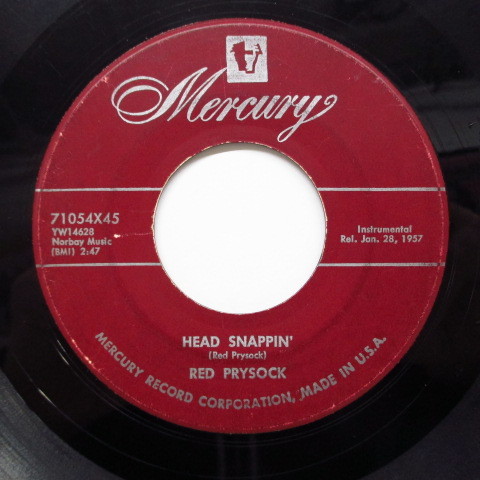 Mercury
71054X45
YW14628
Norbay Music
(BMI) 2:47
Instrumental
Rel. Jan. 28, 1957
HEAD SNAPPIN'
(Red Prysock)
RED PRYSOCK
MERCURY RECORD CORPORATION, MADE IN U.S.A.